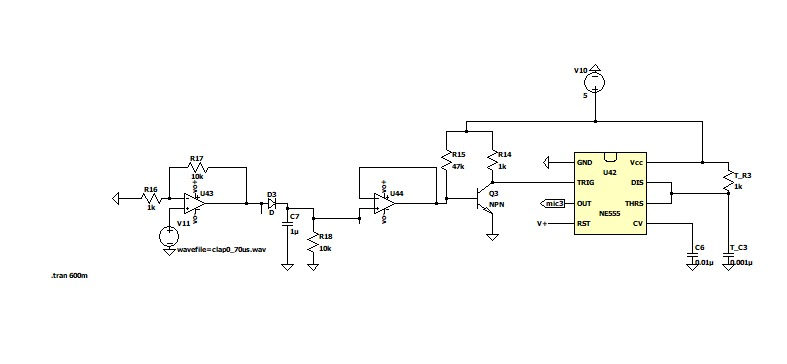 V10
5
R15
47k
R14
1k
GND
Vcc
U42
TRIG
DIS
OUT
THRS
NE555
RST
CV
mic3
V+
T_R3
1k
Q3
NPN
R17
10k
U43
R16
1k
V11
wavefile=clap0_70us.wav
D3
D
C7
1µ
R18
10k
U44
C6
0.01µ
T_C3
0.001µ
.tran 600m